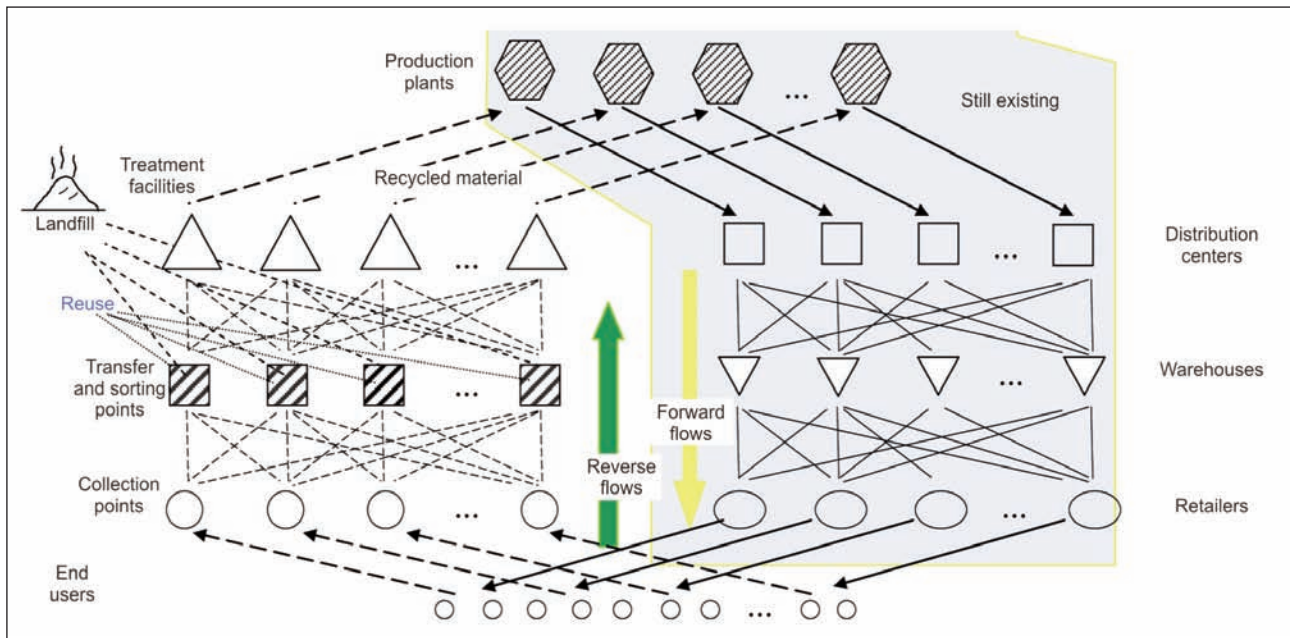 Production
plants
...
Still existing
Treatment
facilities
Recycled material
Landfill
...
...
Distribution
centers
Reuse
Transfer
and sorting
points
...
...
Warehouses
Forward
flows
Reverse
flows
Collection
points
...
...
Retailers
End
users
...